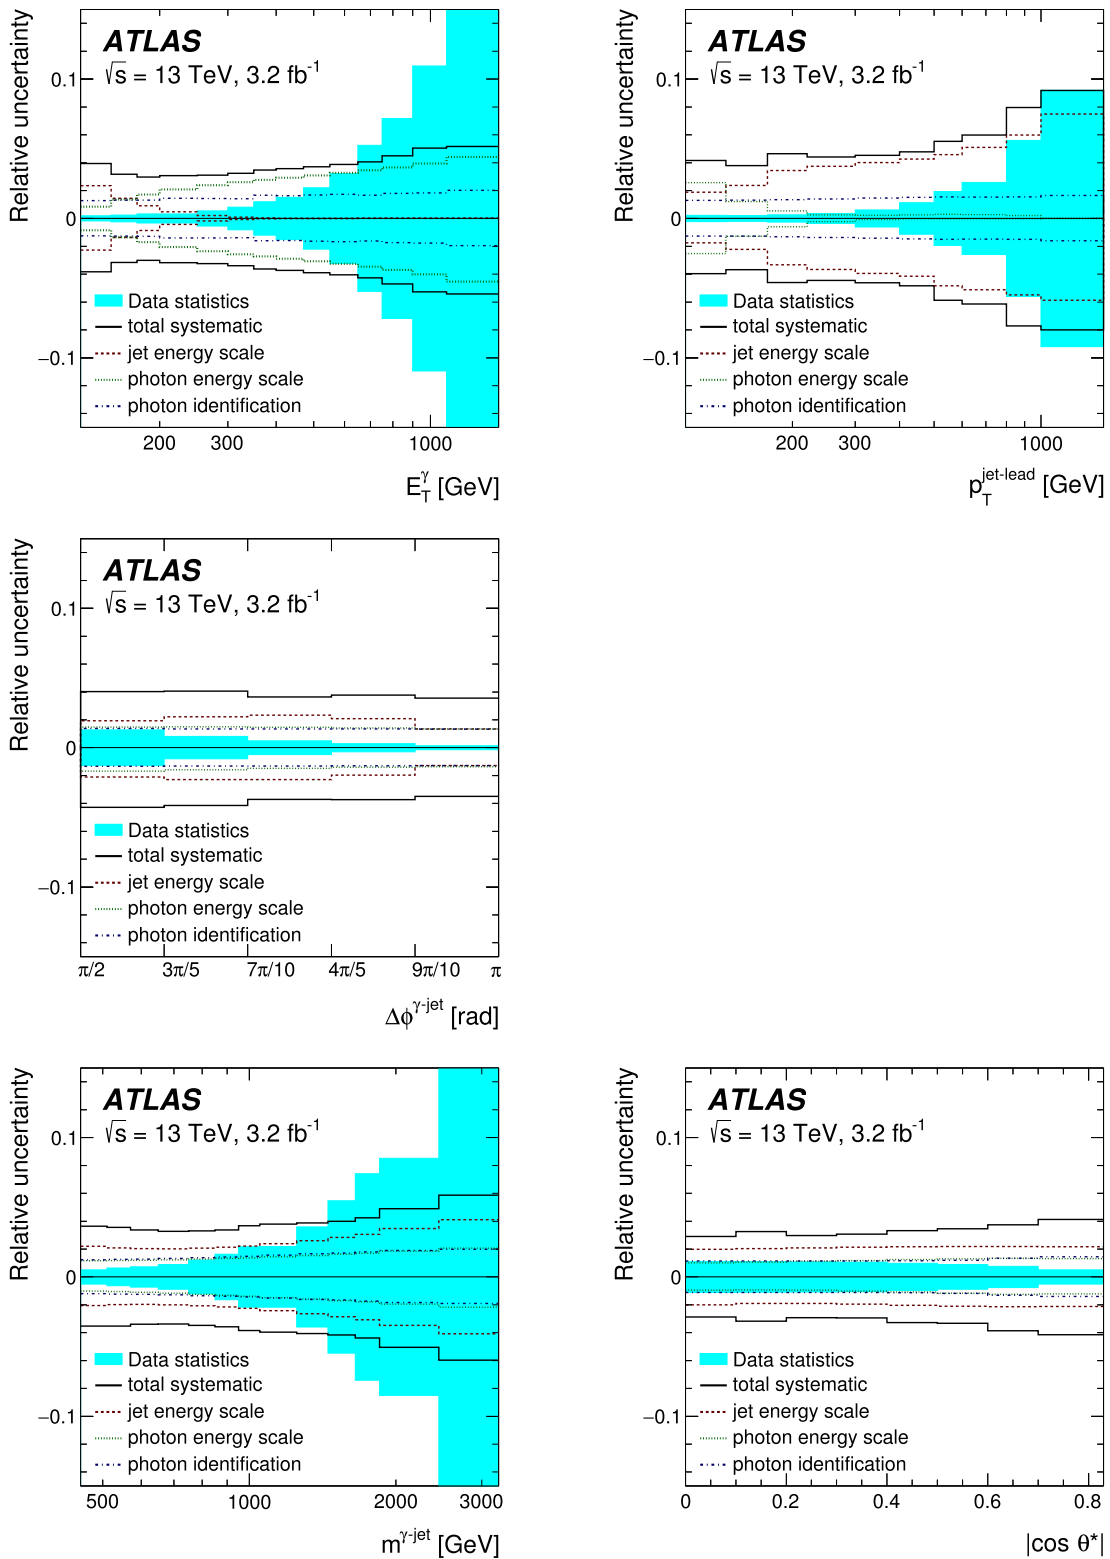 Relative uncertainty
ATLAS
√s = 13 TeV, 3.2 fb⁻¹
0.1
0
−0.1
Data statistics
total systematic
jet energy scale
photon energy scale
photon identification
200 300 1000
E_T^γ [GeV]
Relative uncertainty
ATLAS
√s = 13 TeV, 3.2 fb⁻¹
0.1
0
−0.1
Data statistics
total systematic
jet energy scale
photon energy scale
photon identification
200 300 1000
p_T^jet-lead [GeV]
Relative uncertainty
ATLAS
√s = 13 TeV, 3.2 fb⁻¹
0.1
0
−0.1
Data statistics
total systematic
jet energy scale
photon energy scale
photon identification
π/2 3π/5 7π/10 4π/5 9π/10 π
Δϕ^γ-jet [rad]
Relative uncertainty
ATLAS
√s = 13 TeV, 3.2 fb⁻¹
0.1
0
−0.1
Data statistics
total systematic
jet energy scale
photon energy scale
photon identification
500 1000 2000 3000
m^γ-jet [GeV]
Relative uncertainty
ATLAS
√s = 13 TeV, 3.2 fb⁻¹
0.1
0
−0.1
Data statistics
total systematic
jet energy scale
photon energy scale
photon identification
0 0.2 0.4 0.6 0.8
|cos θ*|